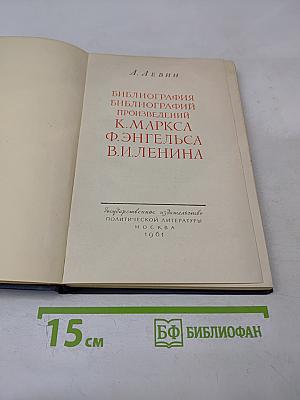 Л. ЛЕВИН
БИБЛИОГРАФИЯ
БИБЛИОГРАФИЙ
ПРОИЗВЕДЕНИЙ
К. МАРКСА
Ф. ЭНГЕЛЬСА
В. И. ЛЕНИНА
Государственное издательство
ПОЛИТИЧЕСКОЙ ЛИТЕРАТУРЫ
МОСКВА
1961
15 см
БФ БИБЛИОФАН